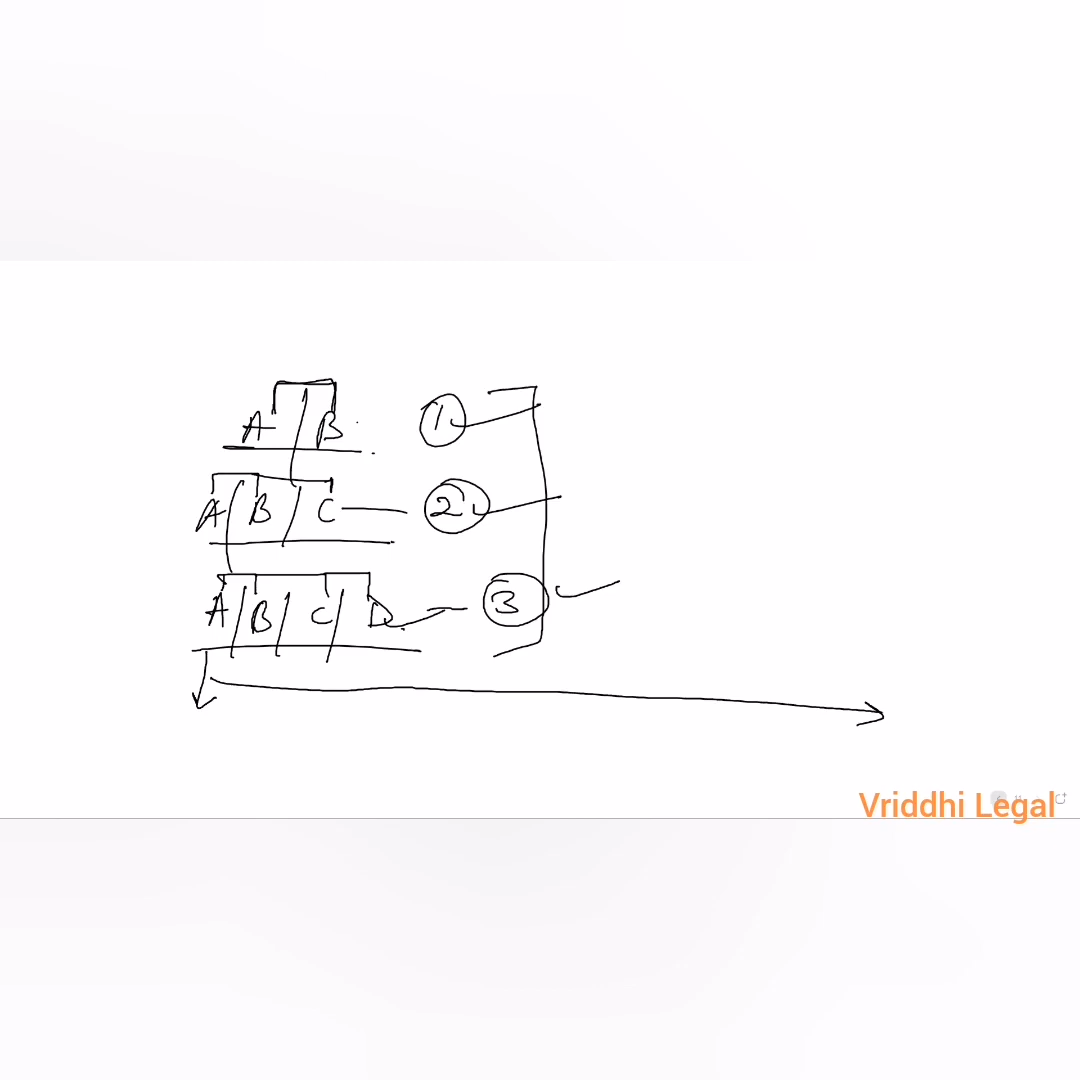 A / B ①
A / B / C — ②
A / B / C / D — ③
Vriddhi Legal